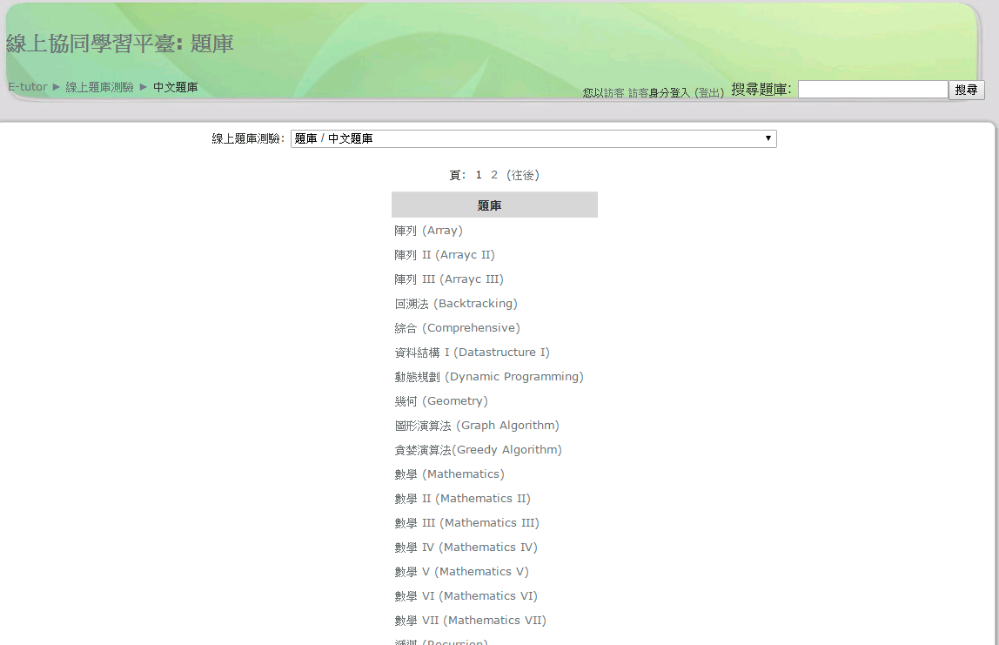 線上協同學習平臺: 題庫
E-tutor ► 線上題庫測驗 ► 中文題庫
您以訪客 訪客身分登入 (登出) 搜尋題庫: 搜尋
線上題庫測驗: 題庫 / 中文題庫 ▼
頁: 1 2 (往後)
題庫
陣列 (Array)
陣列 II (Arrayc II)
陣列 III (Arrayc III)
回溯法 (Backtracking)
綜合 (Comprehensive)
資料結構 I (Datastructure I)
動態規劃 (Dynamic Programming)
幾何 (Geometry)
圖形演算法 (Graph Algorithm)
貪婪演算法(Greedy Algorithm)
數學 (Mathematics)
數學 II (Mathematics II)
數學 III (Mathematics III)
數學 IV (Mathematics IV)
數學 V (Mathematics V)
數學 VI (Mathematics VI)
數學 VII (Mathematics VII)
遞迴 (Recursion)